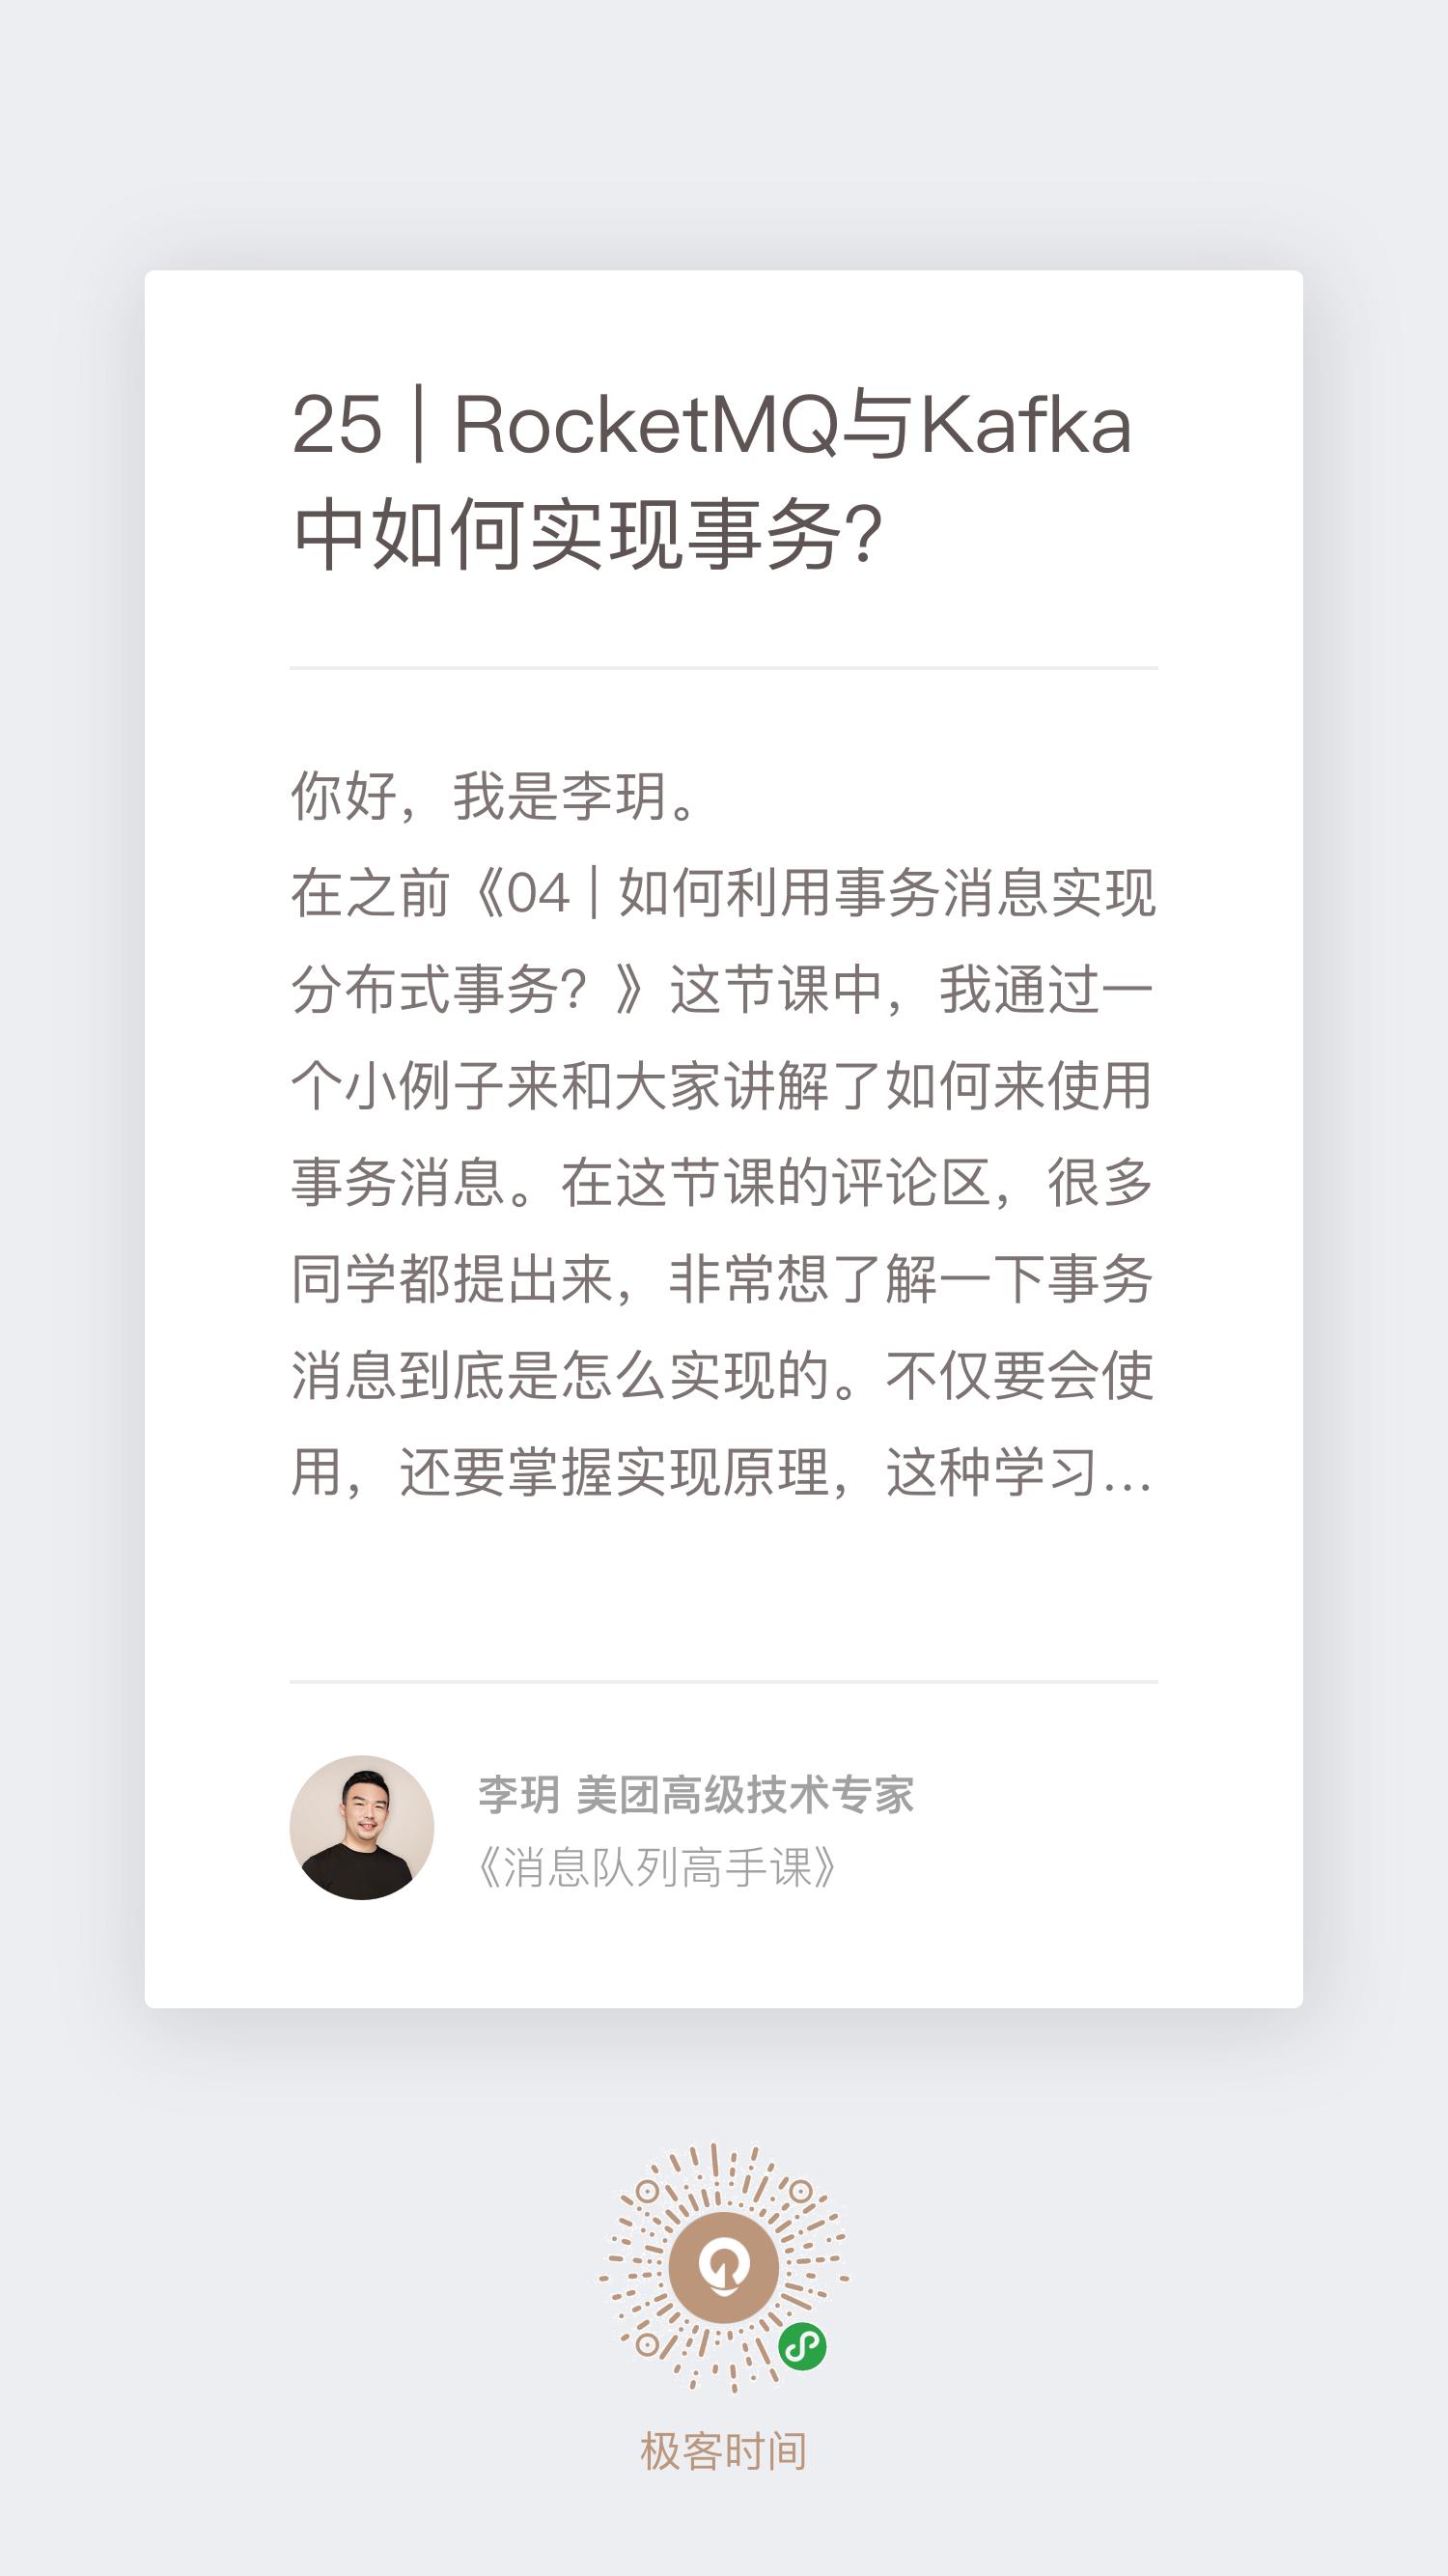 25 | RocketMQ与Kafka
中如何实现事务？
你好，我是李玥。
在之前《04 | 如何利用事务消息实现
分布式事务？》这节课中，我通过一
个小例子来和大家讲解了如何来使用
事务消息。在这节课的评论区，很多
同学都提出来，非常想了解一下事务
消息到底是怎么实现的。不仅要会使
用，还要掌握实现原理，这种学习...
李玥 美团高级技术专家
《消息队列高手课》
极客时间